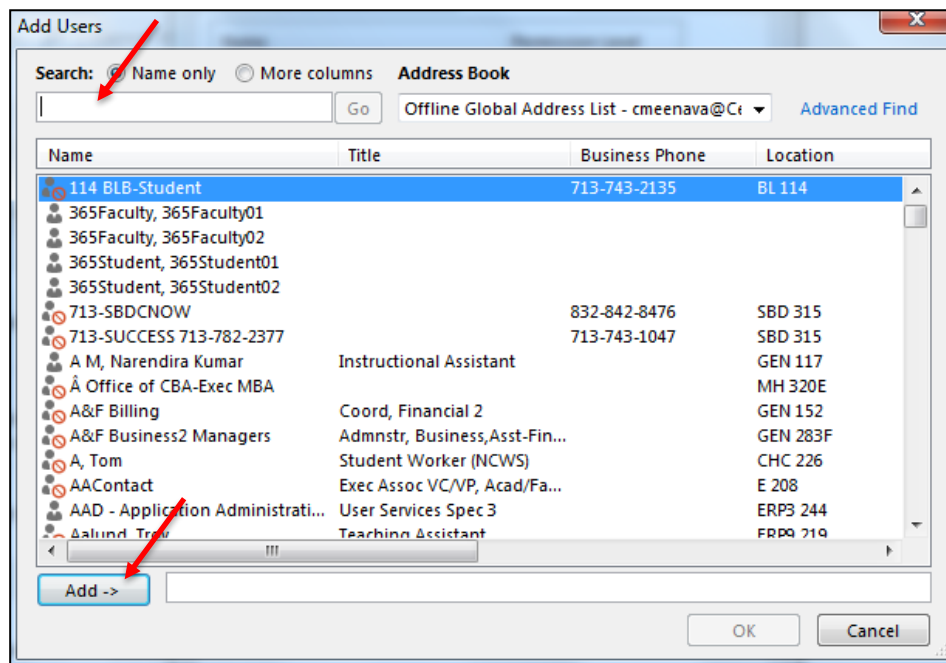 Add Users
Search: Name only More columns Address Book
Go Offline Global Address List - cmeenava@Ce Advanced Find
Name Title Business Phone Location
114 BLB-Student 713-743-2135 BL 114
365Faculty, 365Faculty01
365Faculty, 365Faculty02
365Student, 365Student01
365Student, 365Student02
713-SBDCNOW 832-842-8476 SBD 315
713-SUCCESS 713-782-2377 713-743-1047 SBD 315
A M, Narendira Kumar Instructional Assistant GEN 117
Â Office of CBA-Exec MBA MH 320E
A&F Billing Coord, Financial 2 GEN 152
A&F Business2 Managers Admnstr, Business,Asst-Fin... GEN 283F
A, Tom Student Worker (NCWS) CHC 226
AAContact Exec Assoc VC/VP, Acad/Fa... E 208
AAD - Application Administrati... User Services Spec 3 ERP3 244
Aalund, Troy Teaching Assistant ERP9 219
Add ->
OK Cancel